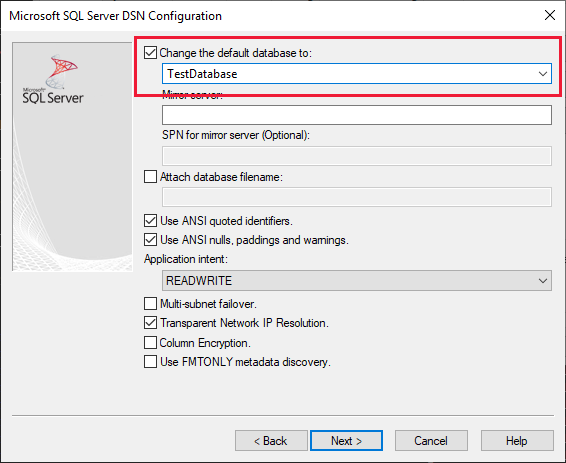 Microsoft SQL Server DSN Configuration
Microsoft
SQL Server
Change the default database to:
TestDatabase
Mirror server:
SPN for mirror server (Optional):
Attach database filename:
Use ANSI quoted identifiers.
Use ANSI nulls, paddings and warnings.
Application intent:
READWRITE
Multi-subnet failover.
Transparent Network IP Resolution.
Column Encryption.
Use FMTONLY metadata discovery.
< Back
Next >
Cancel
Help